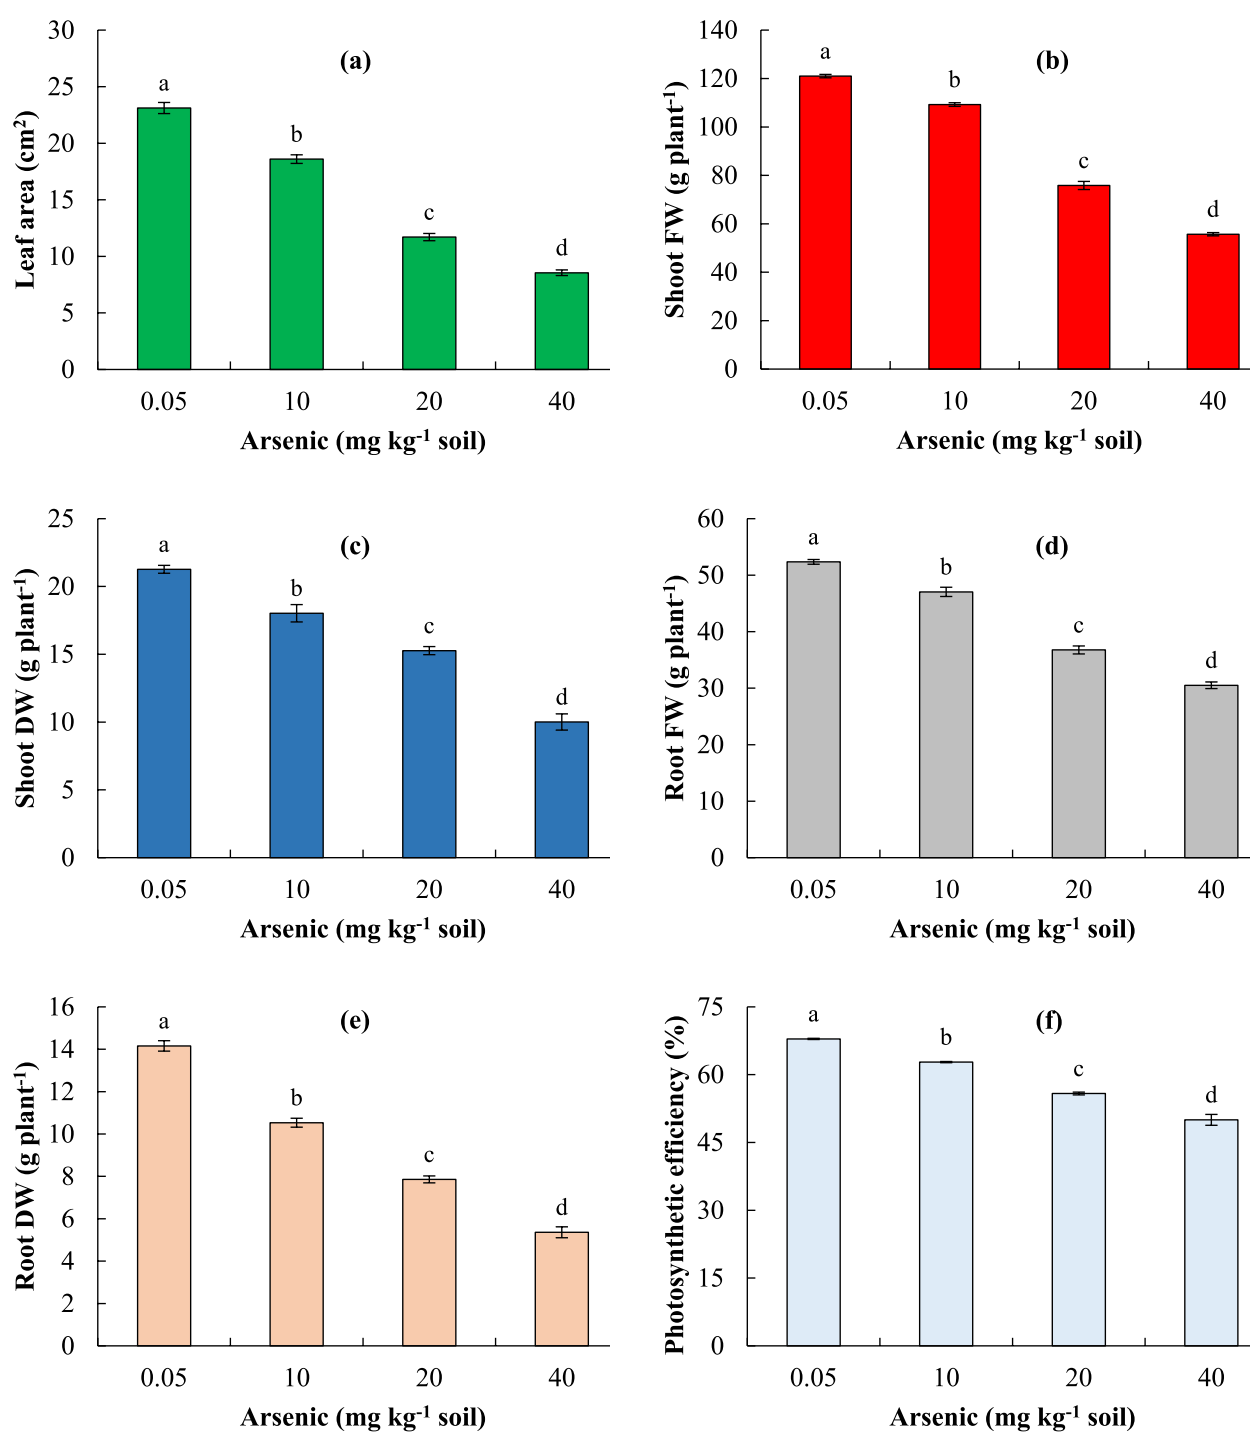 (a)
Leaf area (cm²)
30
25
20
15
10
5
0
a
b
c
d
0.05 10 20 40
Arsenic (mg kg⁻¹ soil)
(b)
Shoot FW (g plant⁻¹)
140
120
100
80
60
40
20
0
a
b
c
d
0.05 10 20 40
Arsenic (mg kg⁻¹ soil)
(c)
Shoot DW (g plant⁻¹)
25
20
15
10
5
0
a
b
c
d
0.05 10 20 40
Arsenic (mg kg⁻¹ soil)
(d)
Root FW (g plant⁻¹)
60
50
40
30
20
10
0
a
b
c
d
0.05 10 20 40
Arsenic (mg kg⁻¹ soil)
(e)
Root DW (g plant⁻¹)
16
14
12
10
8
6
4
2
0
a
b
c
d
0.05 10 20 40
Arsenic (mg kg⁻¹ soil)
(f)
Photosynthetic efficiency (%)
75
60
45
30
15
0
a
b
c
d
0.05 10 20 40
Arsenic (mg kg⁻¹ soil)